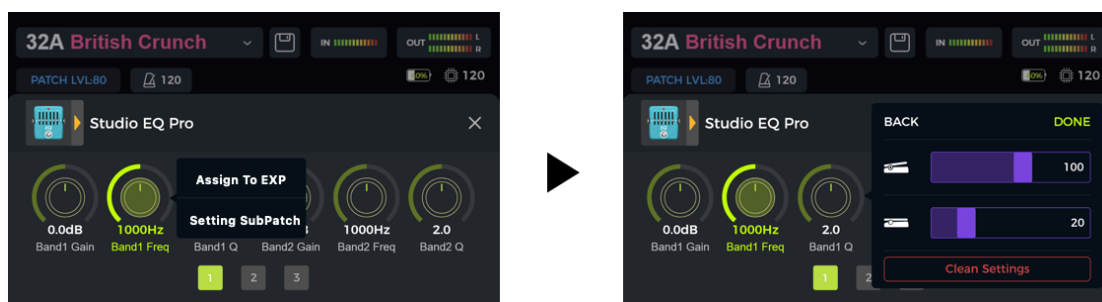 32A British Crunch
IN
OUT
L
R
PATCH LVL:80
120
120
Studio EQ Pro
Assign To EXP
Setting SubPatch
0.0dB
1000Hz
1000Hz
2.0
Band1 Gain
Band1 Freq
Band1 Q
Band2 Gain
Band2 Freq
Band2 Q
1
2
3
32A British Crunch
IN
OUT
L
R
PATCH LVL:80
120
120
Studio EQ Pro
BACK
DONE
100
20
Clean Settings
0.0dB
1000Hz
2.0
Band1 Gain
Band1 Freq
Band1 Q
1
2